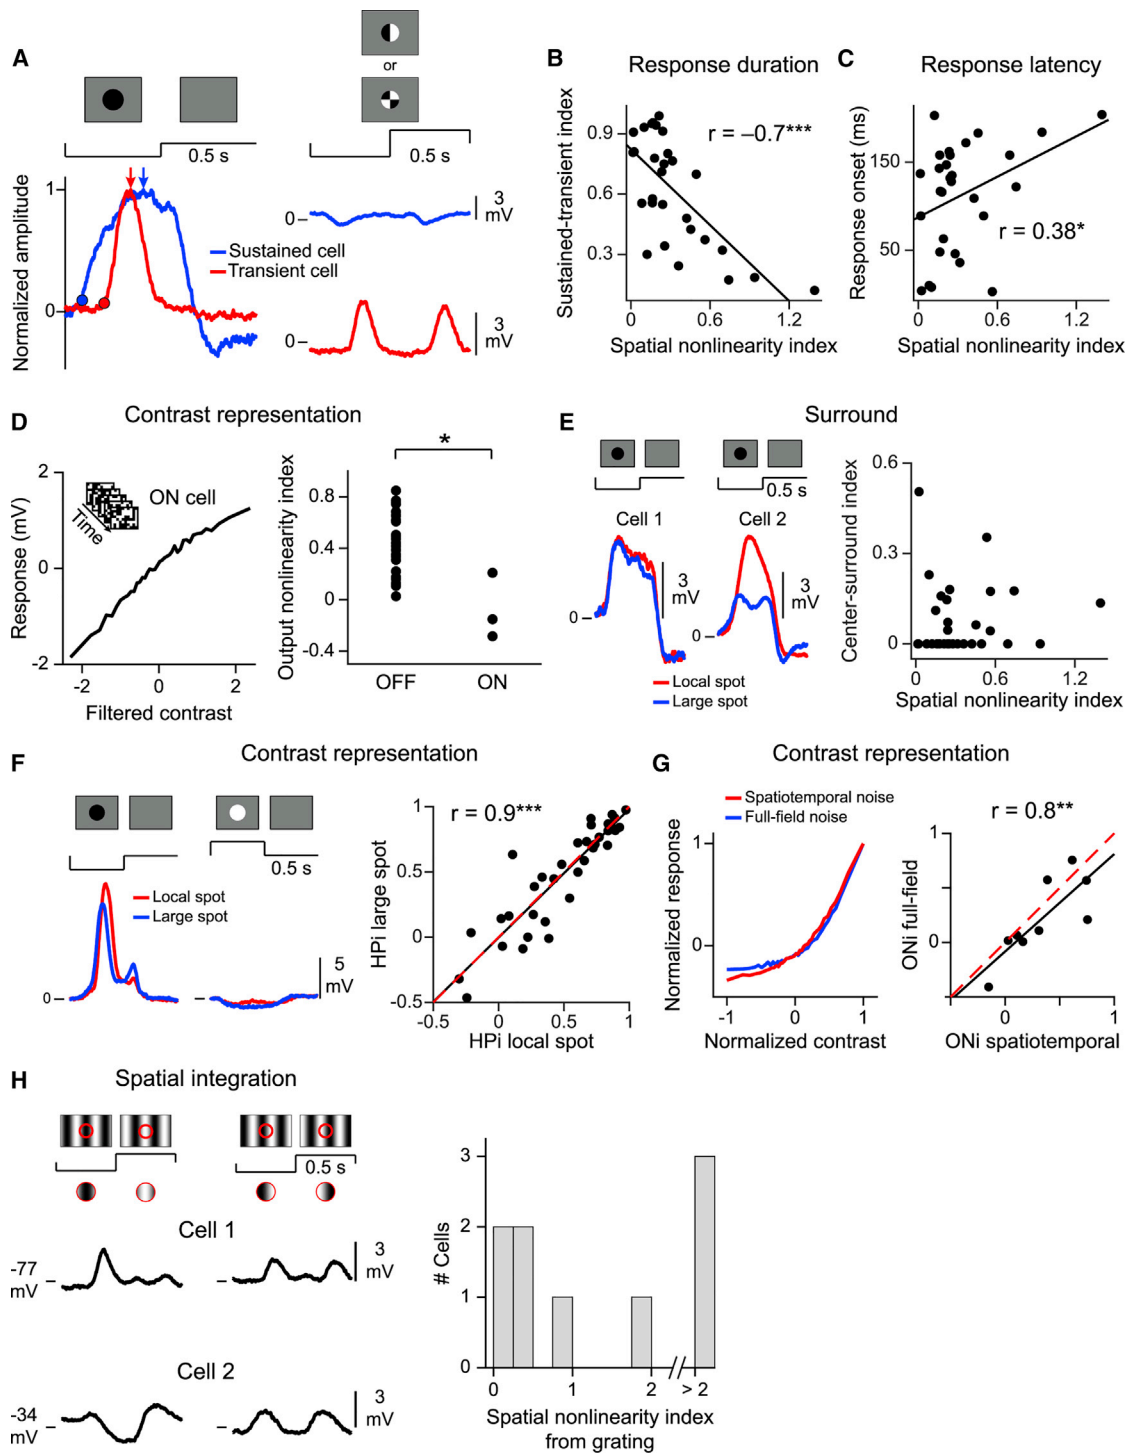 A
or
0.5 s
0.5 s
Normalized amplitude
1
0
Sustained cell
Transient cell
0
3
mV
0
3
mV
B
Response duration
Sustained-transient index
0.9
0.6
0.3
r = –0.7***
0
0.6
1.2
Spatial nonlinearity index
C
Response latency
Response onset (ms)
150
50
r = 0.38*
0
0.6
1.2
Spatial nonlinearity index
D
Contrast representation
Response (mV)
2
0
-2
Time
ON cell
-2
0
2
Filtered contrast
Output nonlinearity index
0.8
0.4
0
-0.4
*
OFF
ON
E
Surround
0.5 s
Cell 1
Cell 2
0
3
mV
0
3
mV
Local spot
Large spot
Center-surround index
0.6
0.3
0
0
0.6
1.2
Spatial nonlinearity index
F
Contrast representation
0.5 s
Local spot
Large spot
0
5
mV
HPi large spot
1
0.5
0
-0.5
r = 0.9***
-0.5
0
0.5
1
HPi local spot
G
Contrast representation
Spatiotemporal noise
Full-field noise
Normalized response
1
0
-1
0
1
Normalized contrast
r = 0.8**
ONi full-field
1
0
0
1
ONi spatiotemporal
H
Spatial integration
0.5 s
Cell 1
-77
mV
3
mV
Cell 2
-34
mV
3
mV
# Cells
3
2
1
0
0
1
2
> 2
Spatial nonlinearity index
from grating